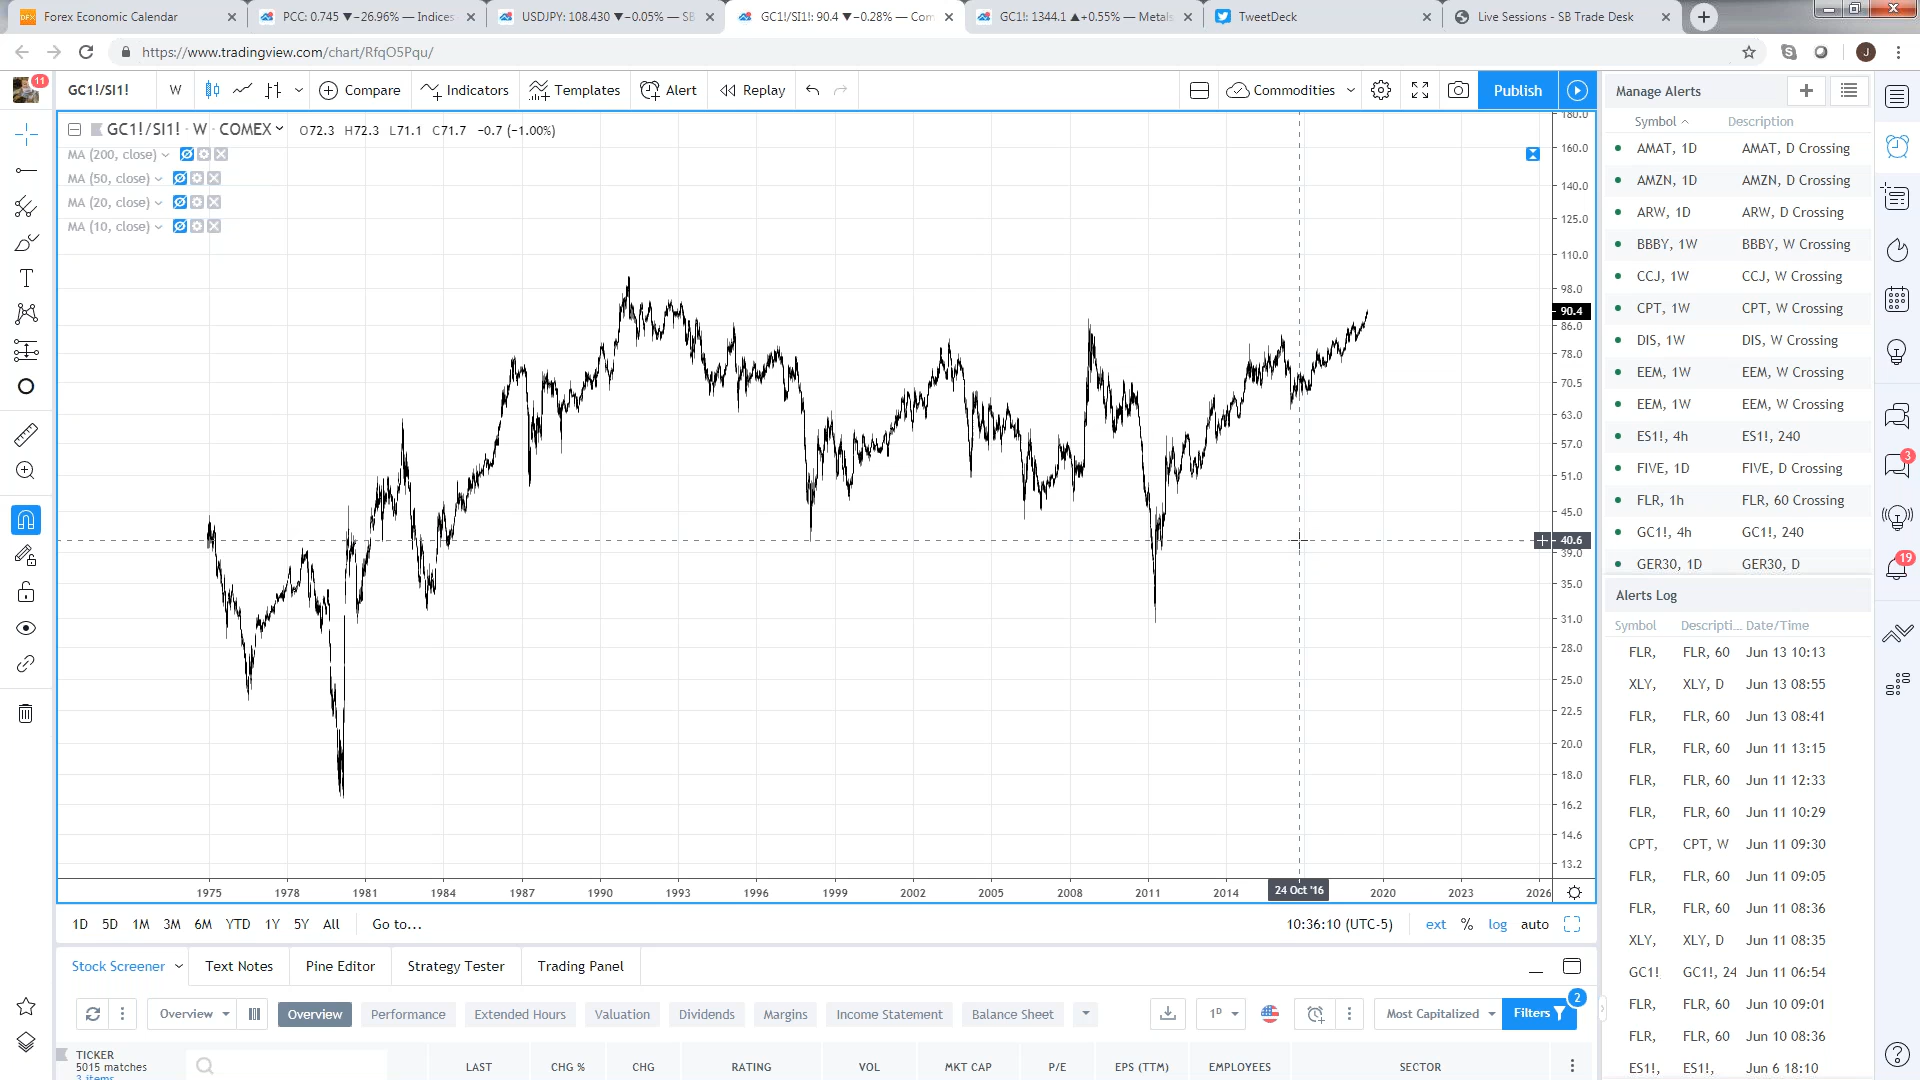 Forex Economic Calendar
PCC: 0.745 ▼−26.96% — Indices
USDJPY: 108.430 ▼−0.05% — SB
GC1!/SI1!: 90.4 ▼−0.28% — Com
GC1!: 1344.1 ▲+0.55% — Metals
TweetDeck
Live Sessions - SB Trade Desk
https://www.tradingview.com/chart/RfqO5Pqu/
J
11
GC1!/SI1!
W
Compare
Indicators
Templates
Alert
Replay
Commodities
Publish
GC1!/SI1! · W · COMEX
O72.3 H72.3 L71.1 C71.7 −0.7 (−1.00%)
MA (200, close)
MA (50, close)
MA (20, close)
MA (10, close)
180.0
160.0
140.0
125.0
110.0
98.0
90.4
86.0
78.0
70.5
63.0
57.0
51.0
45.0
40.6
39.0
35.0
31.0
28.0
25.0
22.5
20.0
18.0
16.2
14.6
13.2
1975 1978 1981 1984 1987 1990 1993 1996 1999 2002 2005 2008 2011 2014 24 Oct '16 2020 2023 2026
1D 5D 1M 3M 6M YTD 1Y 5Y All Go to...
10:36:10 (UTC-5) ext % log auto
Stock Screener Text Notes Pine Editor Strategy Tester Trading Panel
Overview Overview Performance Extended Hours Valuation Dividends Margins Income Statement Balance Sheet
1D
Most Capitalized
Filters
2
TICKER
5015 matches
3 items
LAST CHG % CHG RATING VOL MKT CAP P/E EPS (TTM) EMPLOYEES SECTOR
Manage Alerts
Symbol Description
AMAT, 1D AMAT, D Crossing
AMZN, 1D AMZN, D Crossing
ARW, 1D ARW, D Crossing
BBBY, 1W BBBY, W Crossing
CCJ, 1W CCJ, W Crossing
CPT, 1W CPT, W Crossing
DIS, 1W DIS, W Crossing
EEM, 1W EEM, W Crossing
EEM, 1W EEM, W Crossing
ES1!, 4h ES1!, 240
FIVE, 1D FIVE, D Crossing
FLR, 1h FLR, 60 Crossing
GC1!, 4h GC1!, 240
GER30, 1D GER30, D
Alerts Log
Symbol Descripti... Date/Time
FLR, FLR, 60 Jun 13 10:13
XLY, XLY, D Jun 13 08:55
FLR, FLR, 60 Jun 13 08:41
FLR, FLR, 60 Jun 11 13:15
FLR, FLR, 60 Jun 11 12:33
FLR, FLR, 60 Jun 11 10:29
CPT, CPT, W Jun 11 09:30
FLR, FLR, 60 Jun 11 09:05
FLR, FLR, 60 Jun 11 08:36
XLY, XLY, D Jun 11 08:35
GC1! GC1!, 24 Jun 11 06:54
FLR, FLR, 60 Jun 10 09:01
FLR, FLR, 60 Jun 10 08:36
ES1!, ES1!, Jun 6 18:10
3
19